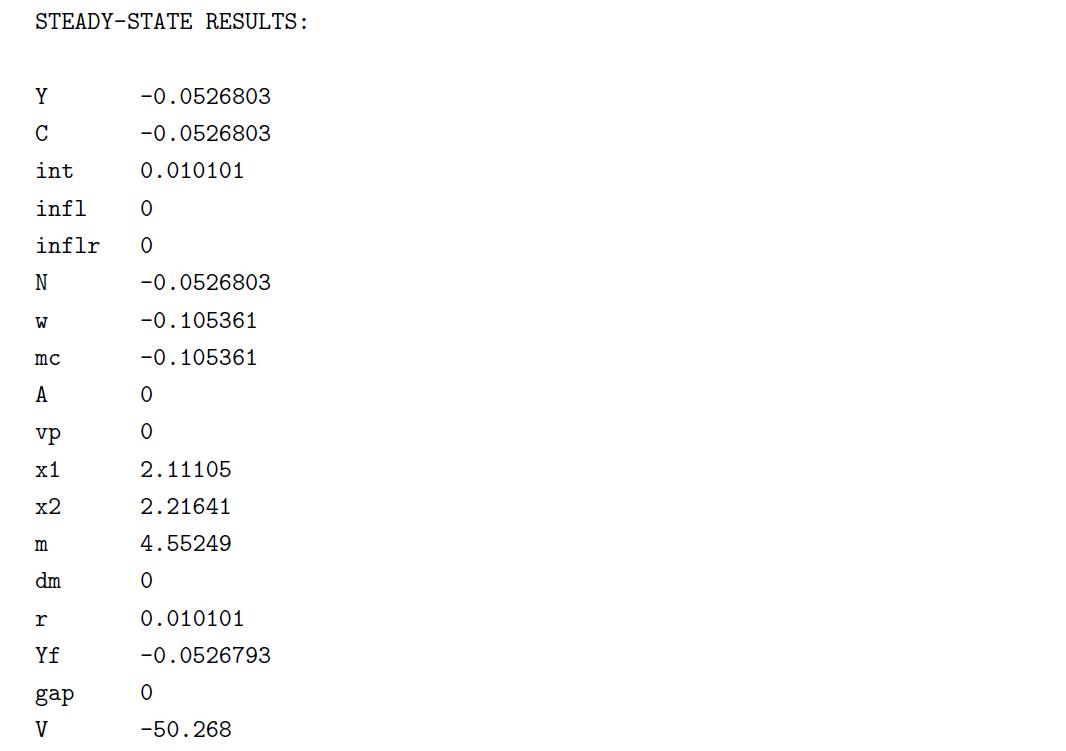 STEADY-STATE RESULTS:
Y -0.0526803
C -0.0526803
int 0.010101
infl 0
inflr 0
N -0.0526803
w -0.105361
mc -0.105361
A 0
vp 0
x1 2.11105
x2 2.21641
m 4.55249
dm 0
r 0.010101
Yf -0.0526793
gap 0
V -50.268